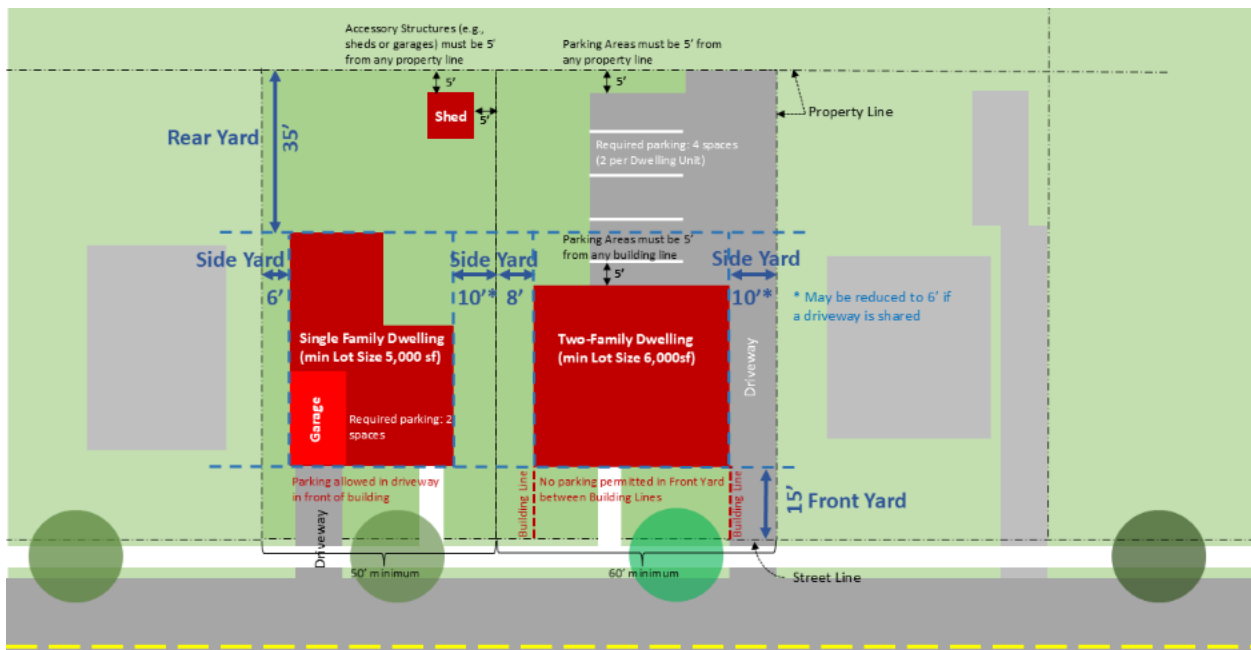 Accessory Structures (e.g.,
sheds or garages) must be 5'
from any property line
Parking Areas must be 5' from
any property line
5'
5'
Shed
5'
Property Line
Rear Yard
35'
Required parking: 4 spaces
(2 per Dwelling Unit)
Parking Areas must be 5'
from any building line
Side Yard
Side Yard
Side Yard
5'
6'
10'*
8'
10'*
* May be reduced to 6' if
a driveway is shared
Single Family Dwelling
(min Lot Size 5,000 sf)
Two-Family Dwelling
(min Lot Size 6,000sf)
Driveway
Garage
Required parking: 2
spaces
Parking allowed in driveway
in front of building
Building Line
No parking permitted in Front Yard
between Building Lines
Building Line
15'
Front Yard
Driveway
50' minimum
60' minimum
Street Line